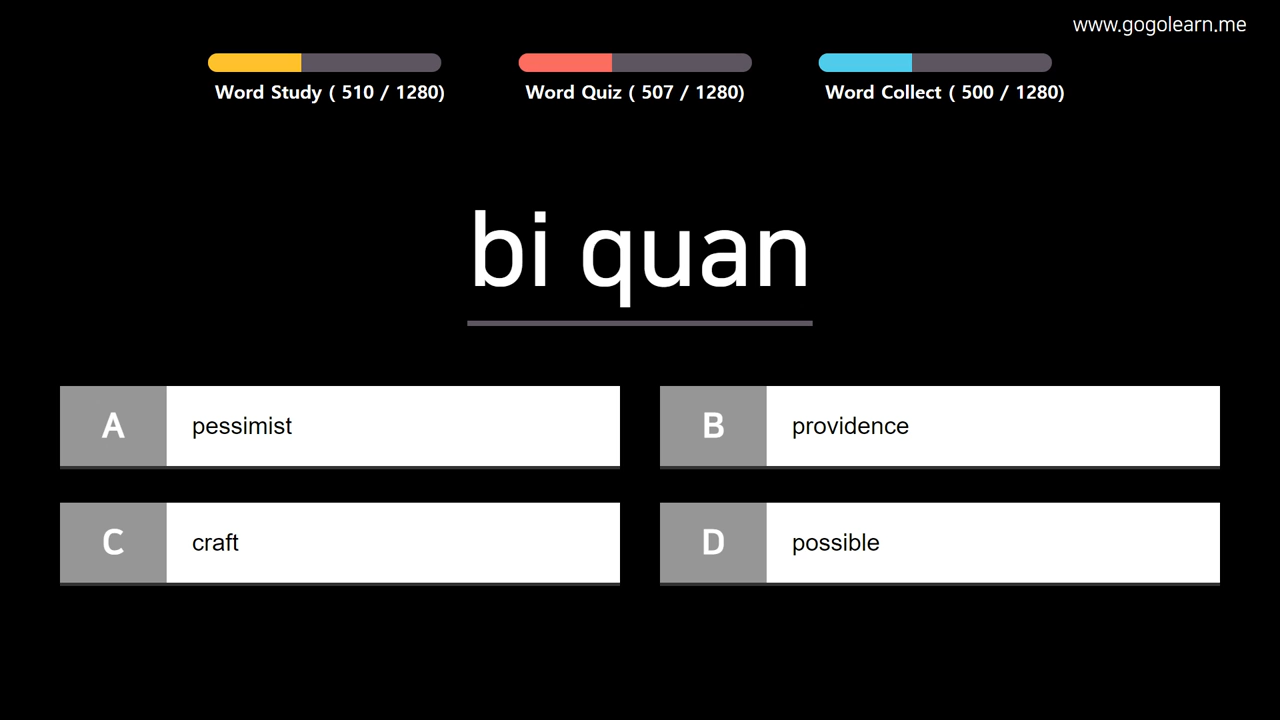 www.gogolearn.me
Word Study ( 510 / 1280)
Word Quiz ( 507 / 1280)
Word Collect ( 500 / 1280)
bi quan
A pessimist
B providence
C craft
D possible